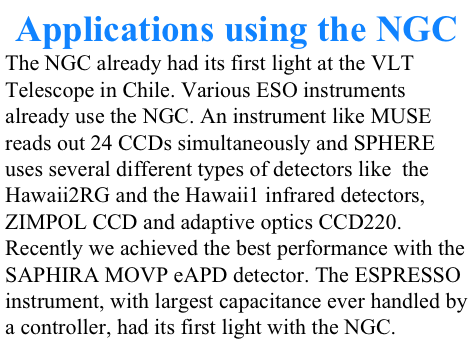 Applications using the NGC
The NGC already had its first light at the VLT
Telescope in Chile. Various ESO instruments
already use the NGC. An instrument like MUSE
reads out 24 CCDs simultaneously and SPHERE
uses several different types of detectors like  the
Hawaii2RG and the Hawaii1 infrared detectors,
ZIMPOL CCD and adaptive optics CCD220.
Recently we achieved the best performance with the
SAPHIRA MOVP eAPD detector. The ESPRESSO
instrument, with largest capacitance ever handled by
a controller, had its first light with the NGC.